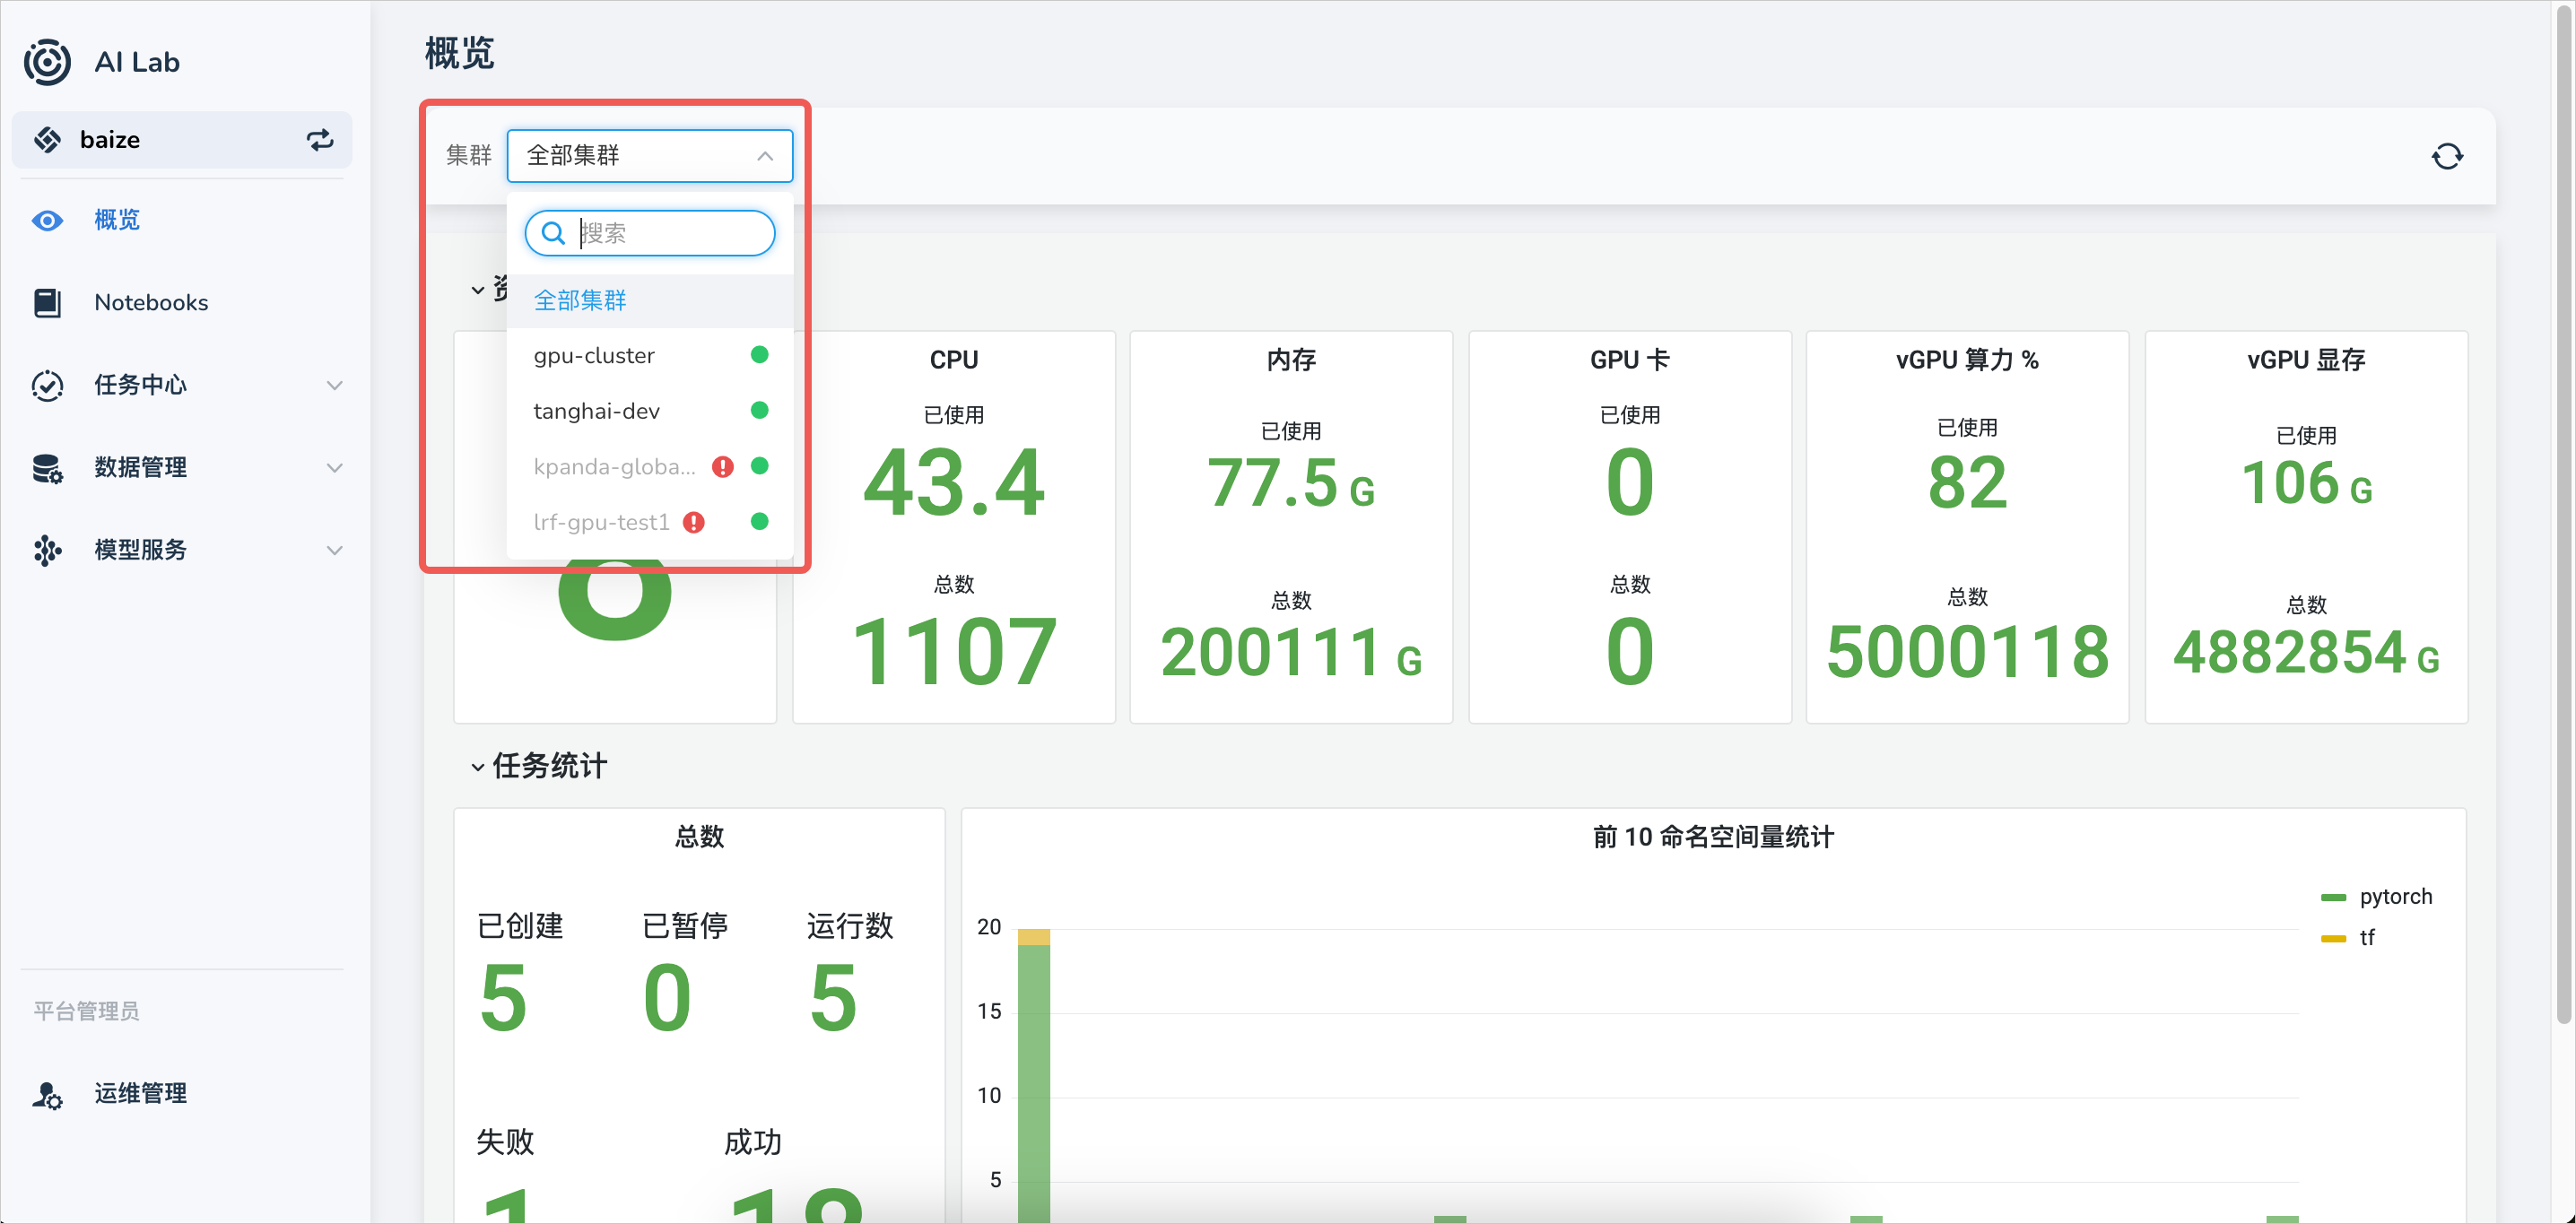 AI Lab
baize
概览
Notebooks
任务中心
数据管理
模型服务
平台管理员
运维管理
概览
集群
全部集群
搜索
全部集群
gpu-cluster
tanghai-dev
kpanda-globa...
lrf-gpu-test1
CPU
已使用
43.4
总数
1107
内存
已使用
77.5 G
总数
200111 G
GPU 卡
已使用
0
总数
0
vGPU 算力 %
已使用
82
总数
5000118
vGPU 显存
已使用
106 G
总数
4882854 G
任务统计
总数
已创建
5
已暂停
0
运行数
5
失败
1
成功
18
前 10 命名空间量统计
20
15
10
5
pytorch
tf